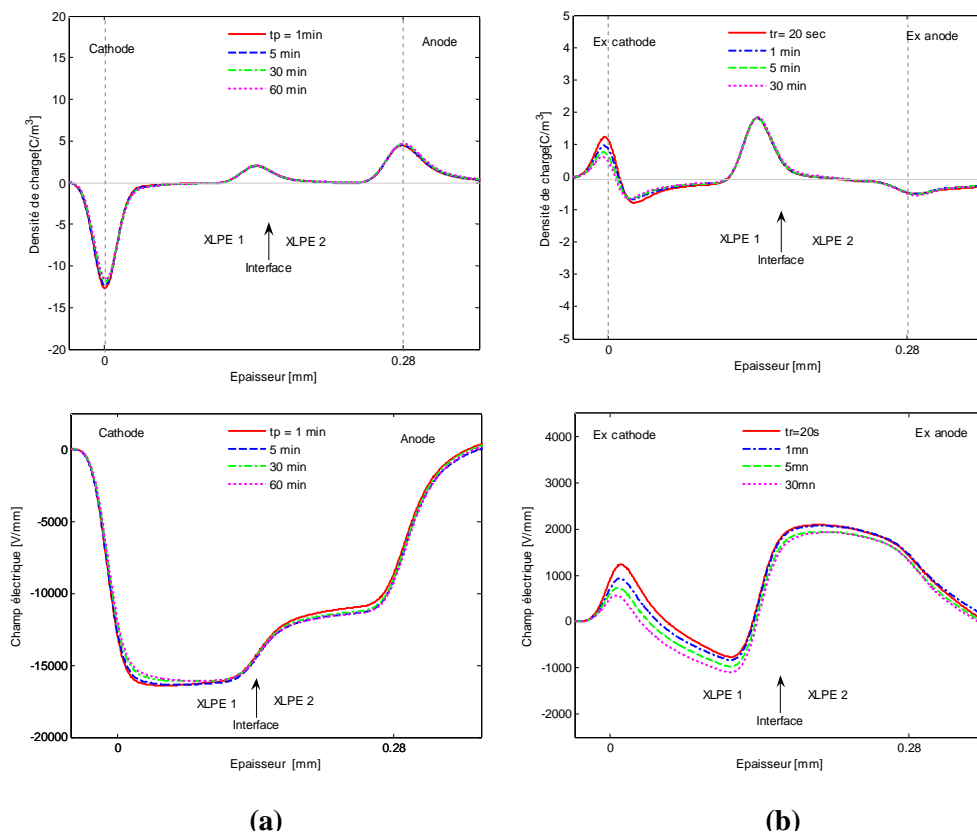 20
15
10
5
0
-5
-10
-15
-20
Densité de charge[C/m³]
Cathode
Anode
tp = 1min
5 min
30 min
60 min
XLPE 1
XLPE 2
Interface
0
0.28
Epaisseur [mm]
5
4
3
2
1
0
-1
-2
-3
-4
-5
Densité de charge[C/m³]
Ex cathode
Ex anode
tr= 20 sec
1 min
5 min
30 min
XLPE 1
XLPE 2
Interface
0
0.28
Epaisseur [mm]
0
-5000
-10000
-15000
-20000
Champ électrique [V/mm]
Cathode
Anode
tp = 1 min
5 min
30 min
60 min
XLPE 1
XLPE 2
Interface
0
0.28
Epaisseur [mm]
4000
3000
2000
1000
0
-1000
-2000
Champ électrique [V/mm]
Ex cathode
Ex anode
tr=20s
1mn
5mn
30mn
XLPE 1
XLPE 2
Interface
0
0.28
Epaisseur [mm]
(a)
(b)